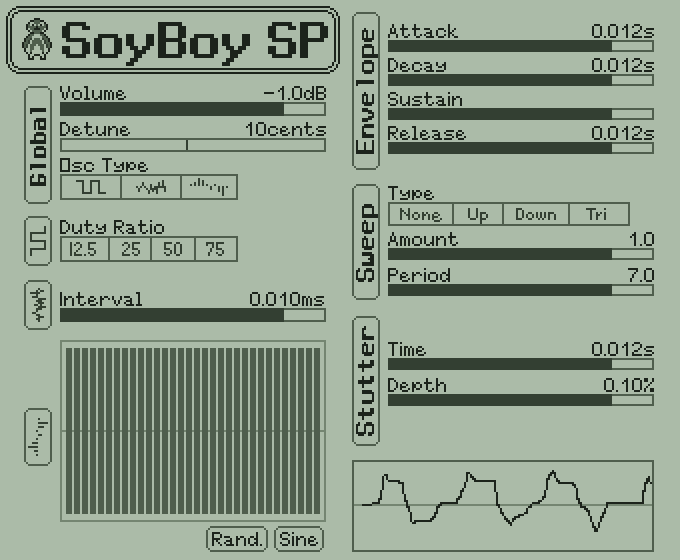 SoyBoy SP
Global
Volume -1.0dB
Detune 10cents
Osc Type
Duty Ratio
12.5 25 50 75
Interval 0.010ms
Rand. Sine
Envelope
Attack 0.012s
Decay 0.012s
Sustain
Release 0.012s
Sweep
Type
None Up Down Tri
Amount 1.0
Period 7.0
Stutter
Time 0.012s
Depth 0.10%